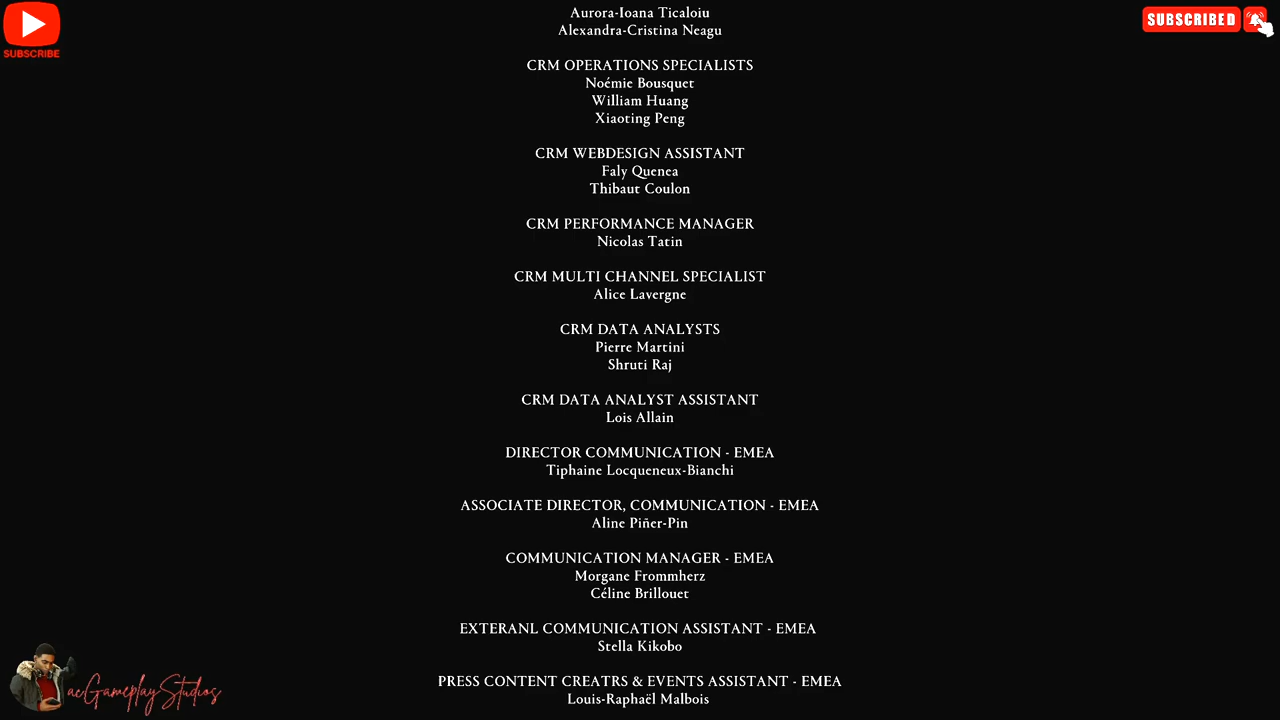 Aurora-Ioana Ticaloiu
Alexandra-Cristina Neagu
SUBSCRIBE
SUBSCRIBED
CRM OPERATIONS SPECIALISTS
Noémie Bousquet
William Huang
Xiaoting Peng
CRM WEBDESIGN ASSISTANT
Faly Quenea
Thibaut Coulon
CRM PERFORMANCE MANAGER
Nicolas Tatin
CRM MULTI CHANNEL SPECIALIST
Alice Lavergne
CRM DATA ANALYSTS
Pierre Martini
Shruti Raj
CRM DATA ANALYST ASSISTANT
Lois Allain
DIRECTOR COMMUNICATION - EMEA
Tiphaine Locqueneux-Bianchi
ASSOCIATE DIRECTOR, COMMUNICATION - EMEA
Aline Piñer-Pin
COMMUNICATION MANAGER - EMEA
Morgane Frommherz
Céline Brillouet
EXTERANL COMMUNICATION ASSISTANT - EMEA
Stella Kikobo
PRESS CONTENT CREATRS & EVENTS ASSISTANT - EMEA
Louis-Raphaël Malbois
aeGameplayStudios